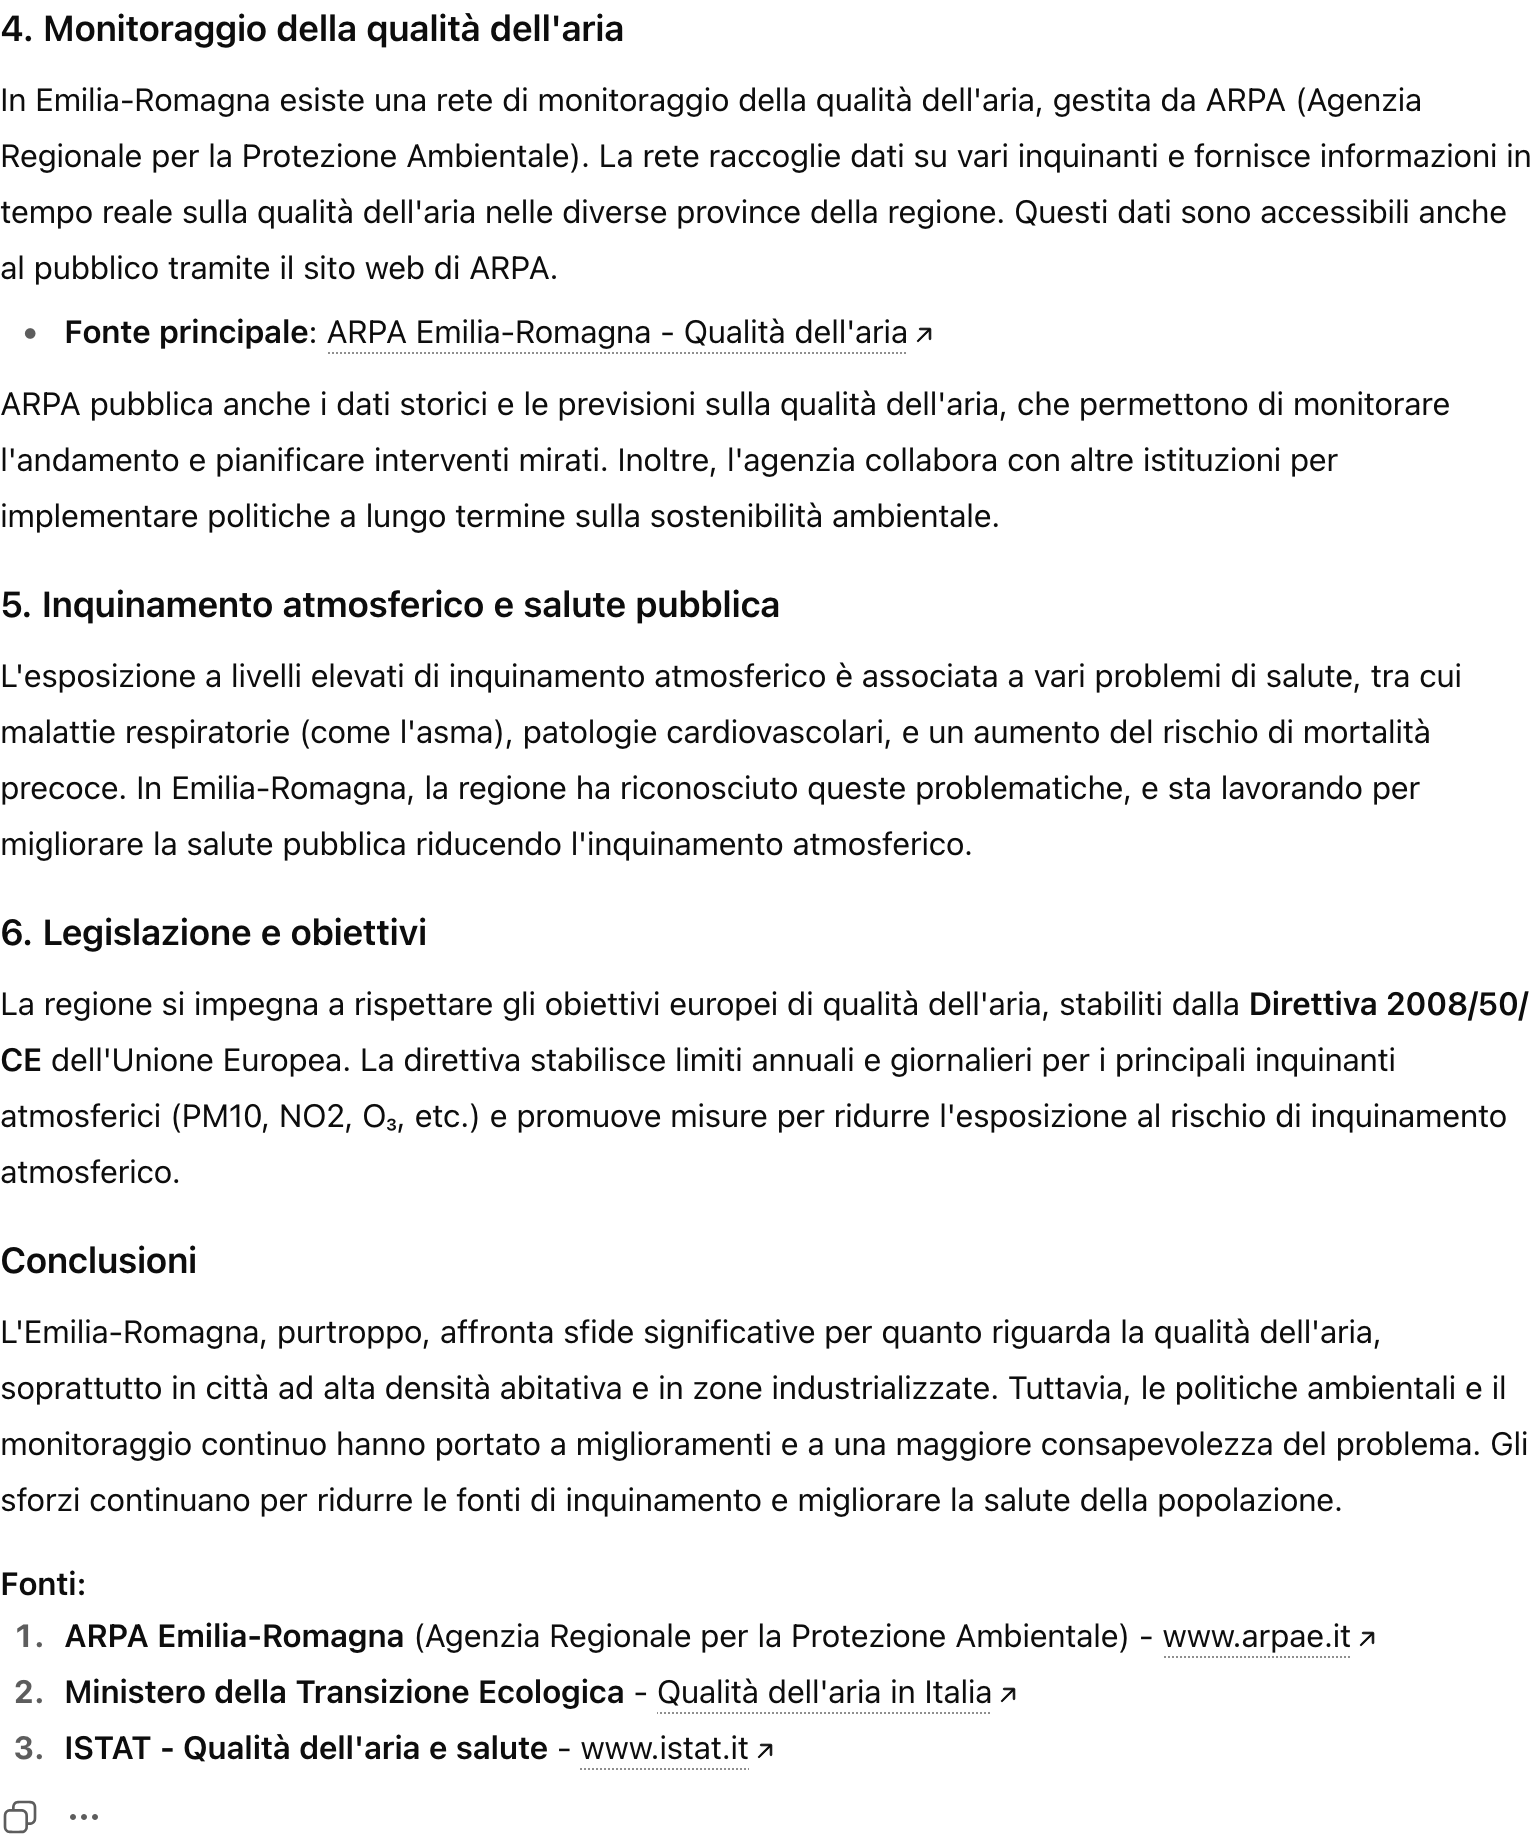 4. Monitoraggio della qualità dell'aria
In Emilia-Romagna esiste una rete di monitoraggio della qualità dell'aria, gestita da ARPA (Agenzia
Regionale per la Protezione Ambientale). La rete raccoglie dati su vari inquinanti e fornisce informazioni in
tempo reale sulla qualità dell'aria nelle diverse province della regione. Questi dati sono accessibili anche
al pubblico tramite il sito web di ARPA.
• Fonte principale: ARPA Emilia-Romagna - Qualità dell'aria ↗
ARPA pubblica anche i dati storici e le previsioni sulla qualità dell'aria, che permettono di monitorare
l'andamento e pianificare interventi mirati. Inoltre, l'agenzia collabora con altre istituzioni per
implementare politiche a lungo termine sulla sostenibilità ambientale.
5. Inquinamento atmosferico e salute pubblica
L'esposizione a livelli elevati di inquinamento atmosferico è associata a vari problemi di salute, tra cui
malattie respiratorie (come l'asma), patologie cardiovascolari, e un aumento del rischio di mortalità
precoce. In Emilia-Romagna, la regione ha riconosciuto queste problematiche, e sta lavorando per
migliorare la salute pubblica riducendo l'inquinamento atmosferico.
6. Legislazione e obiettivi
La regione si impegna a rispettare gli obiettivi europei di qualità dell'aria, stabiliti dalla Direttiva 2008/50/
CE dell'Unione Europea. La direttiva stabilisce limiti annuali e giornalieri per i principali inquinanti
atmosferici (PM10, NO2, O₃, etc.) e promuove misure per ridurre l'esposizione al rischio di inquinamento
atmosferico.
Conclusioni
L'Emilia-Romagna, purtroppo, affronta sfide significative per quanto riguarda la qualità dell'aria,
soprattutto in città ad alta densità abitativa e in zone industrializzate. Tuttavia, le politiche ambientali e il
monitoraggio continuo hanno portato a miglioramenti e a una maggiore consapevolezza del problema. Gli
sforzi continuano per ridurre le fonti di inquinamento e migliorare la salute della popolazione.
Fonti:
1. ARPA Emilia-Romagna (Agenzia Regionale per la Protezione Ambientale) - www.arpae.it ↗
2. Ministero della Transizione Ecologica - Qualità dell'aria in Italia ↗
3. ISTAT - Qualità dell'aria e salute - www.istat.it ↗